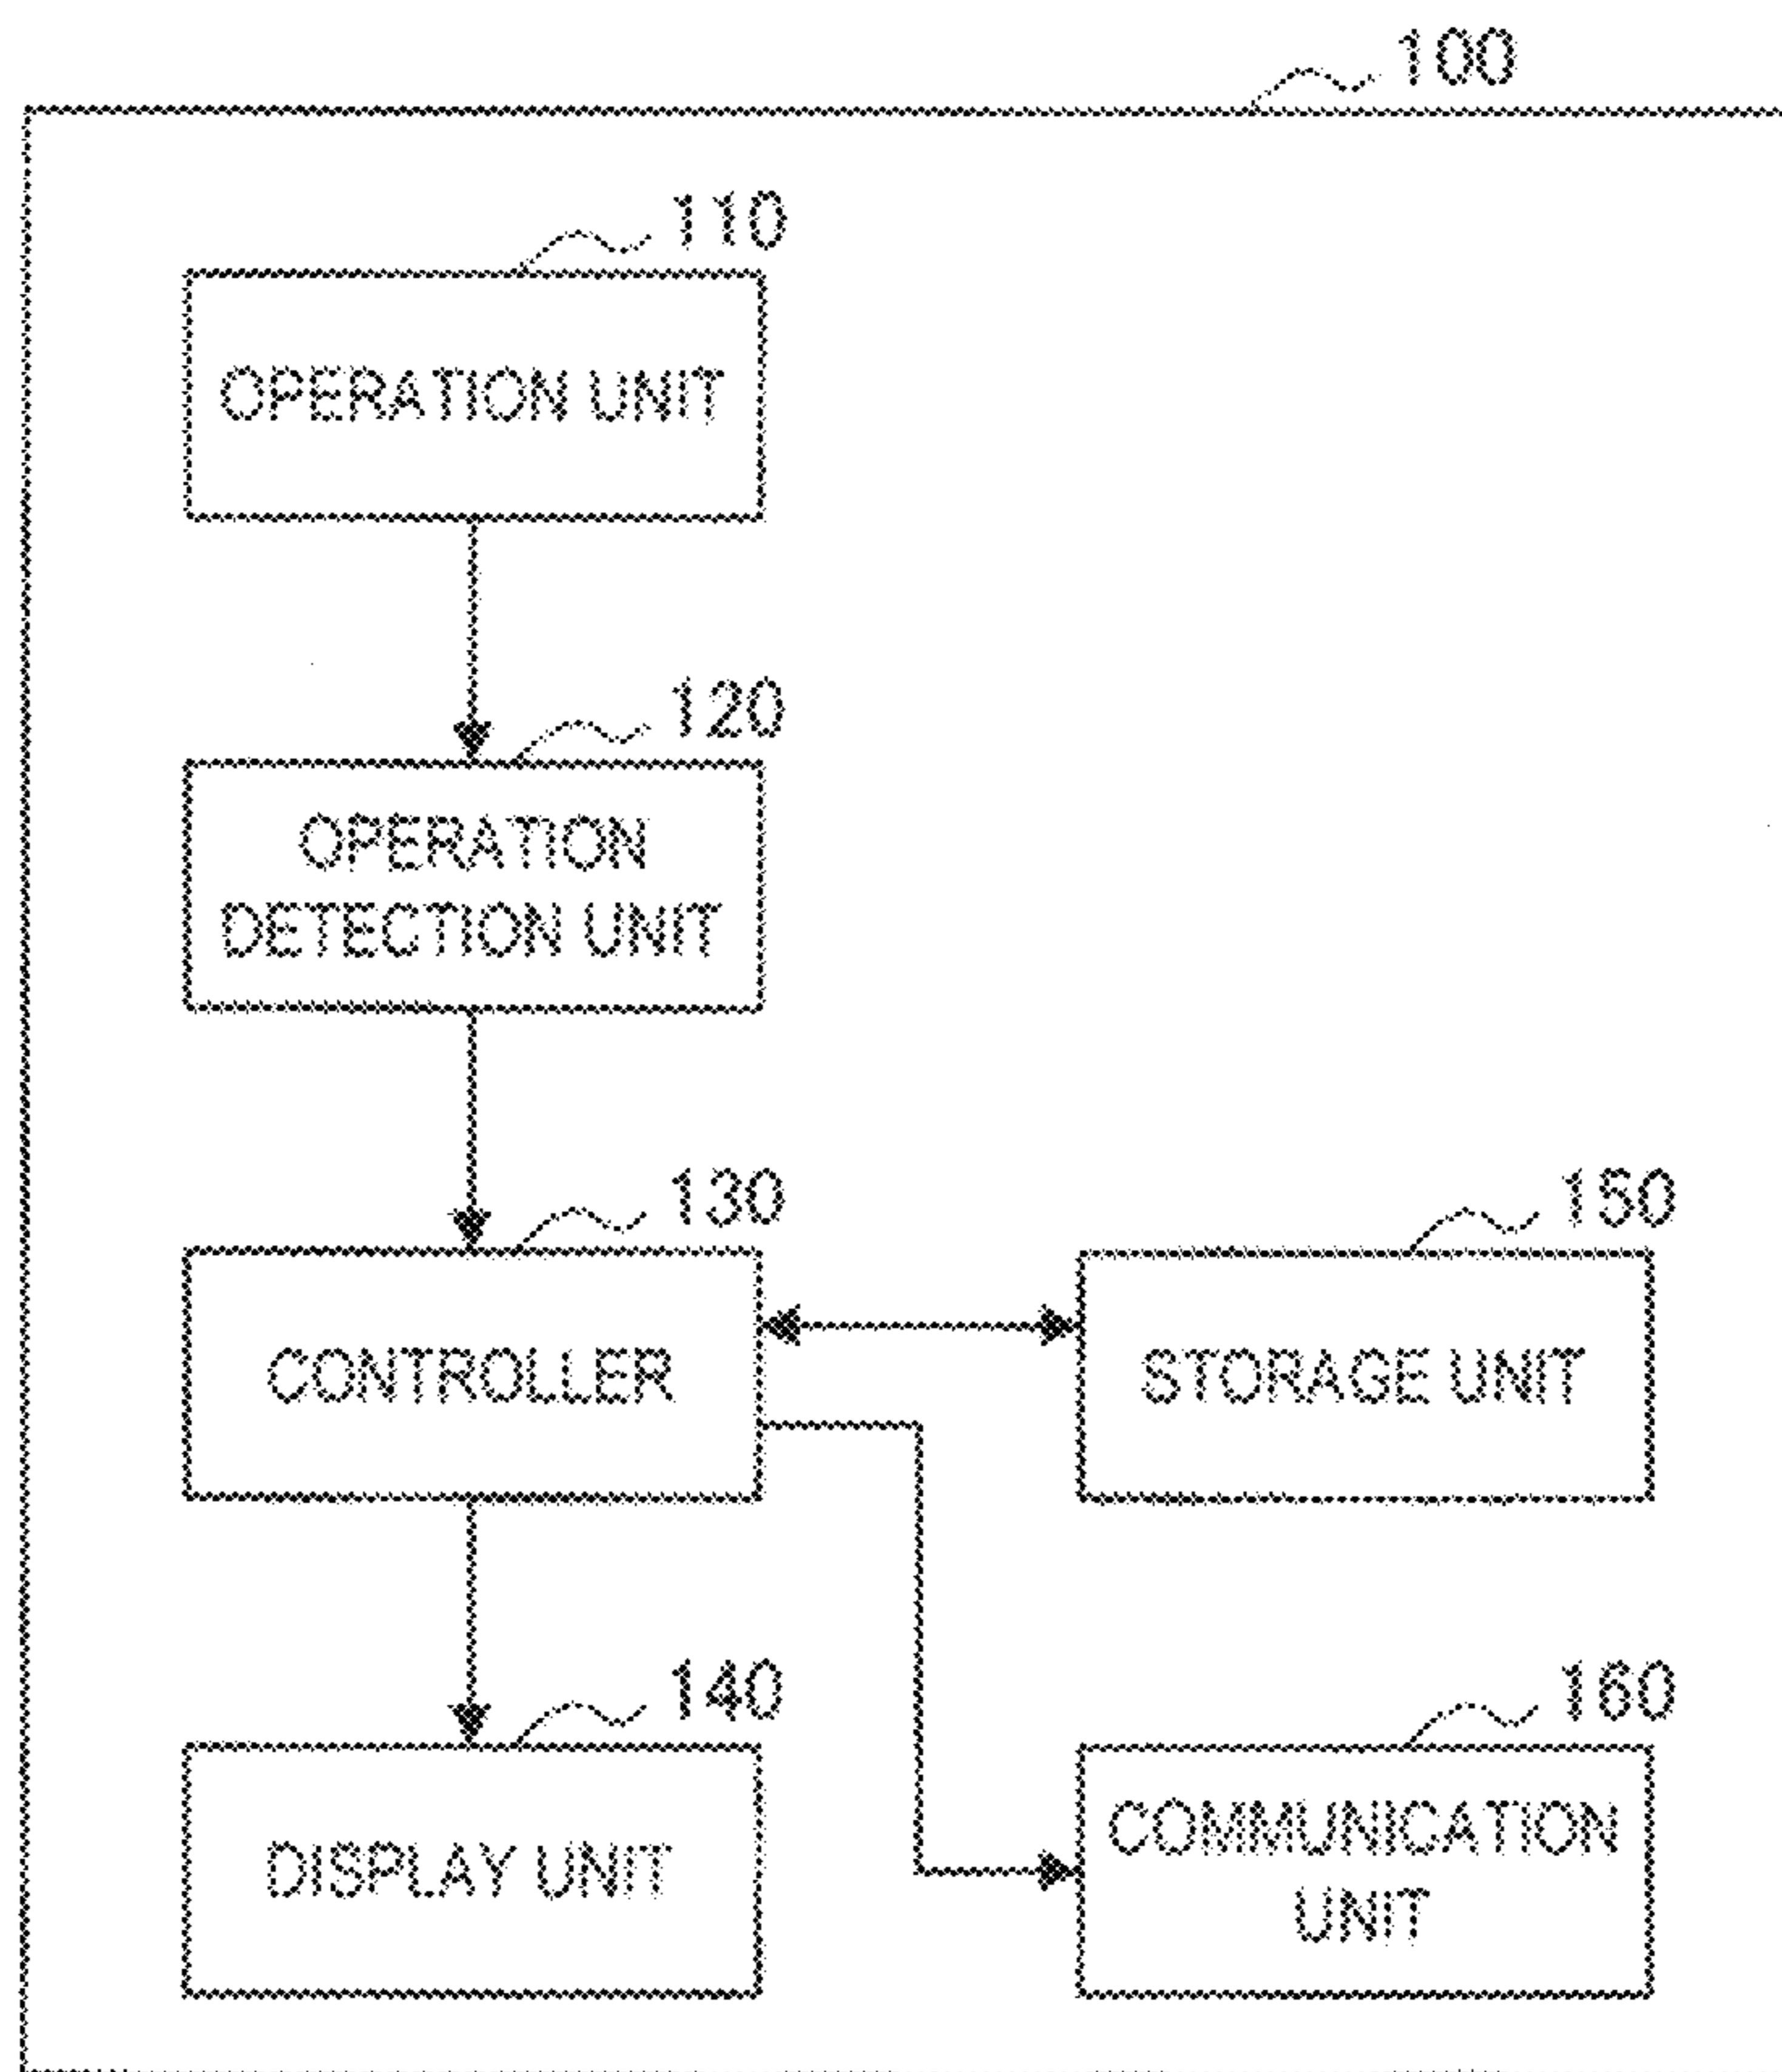 100
110
OPERATION UNIT
120
OPERATION
DETECTION UNIT
130
CONTROLLER
150
STORAGE UNIT
140
DISPLAY UNIT
160
COMMUNICATION
UNIT